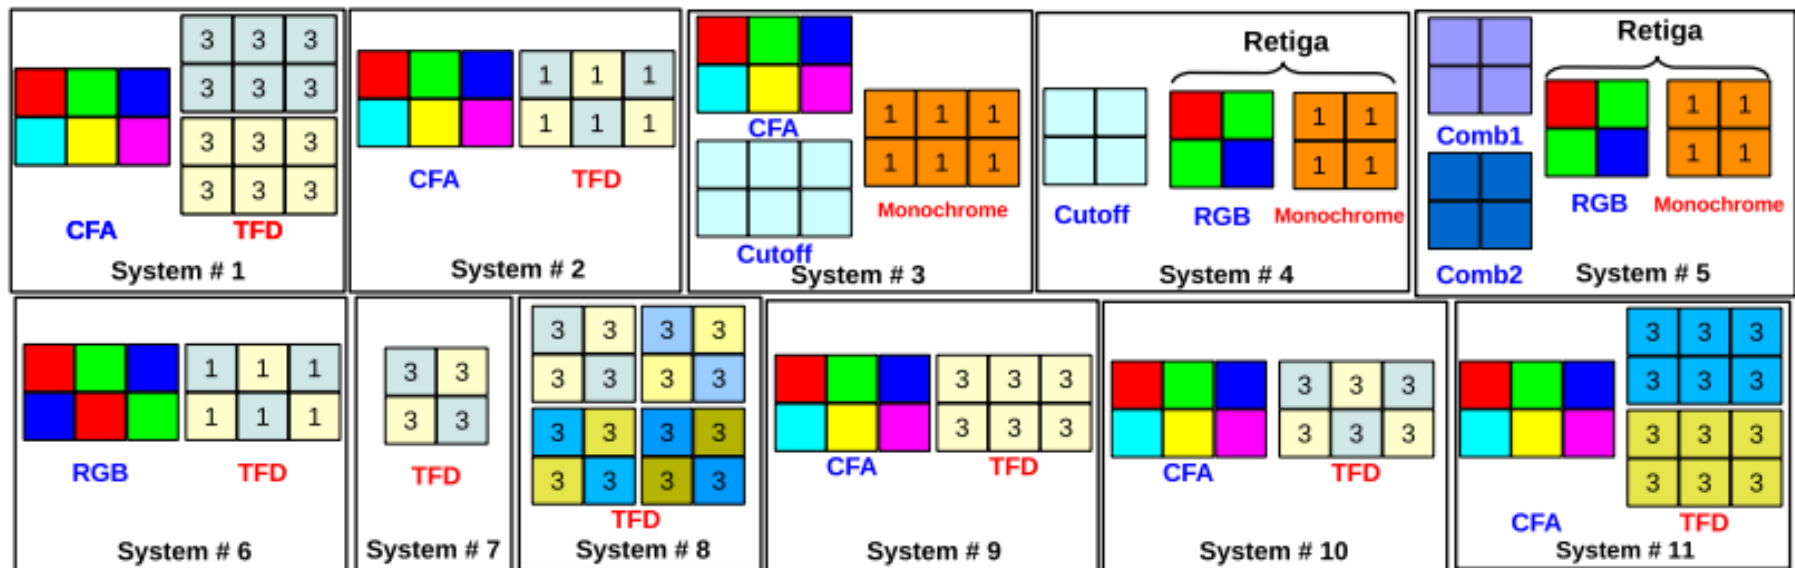 3 3 3
3 3 3
3 3 3
3 3 3
CFA TFD
System # 1
1 1 1
1 1 1
CFA TFD
System # 2
CFA
1 1 1
1 1 1
Monochrome
Cutoff
System # 3
Retiga
1 1
1 1
Cutoff RGB Monochrome
System # 4
Retiga
Comb1
1 1
1 1
RGB Monochrome
Comb2
System # 5
1 1 1
1 1 1
RGB TFD
System # 6
3 3
3 3
TFD
System # 7
3 3 3 3
3 3 3 3
3 3 3 3
3 3 3 3
TFD
System # 8
3 3 3
3 3 3
CFA TFD
System # 9
3 3 3
3 3 3
CFA TFD
System # 10
3 3 3
3 3 3
3 3 3
3 3 3
CFA TFD
System # 11